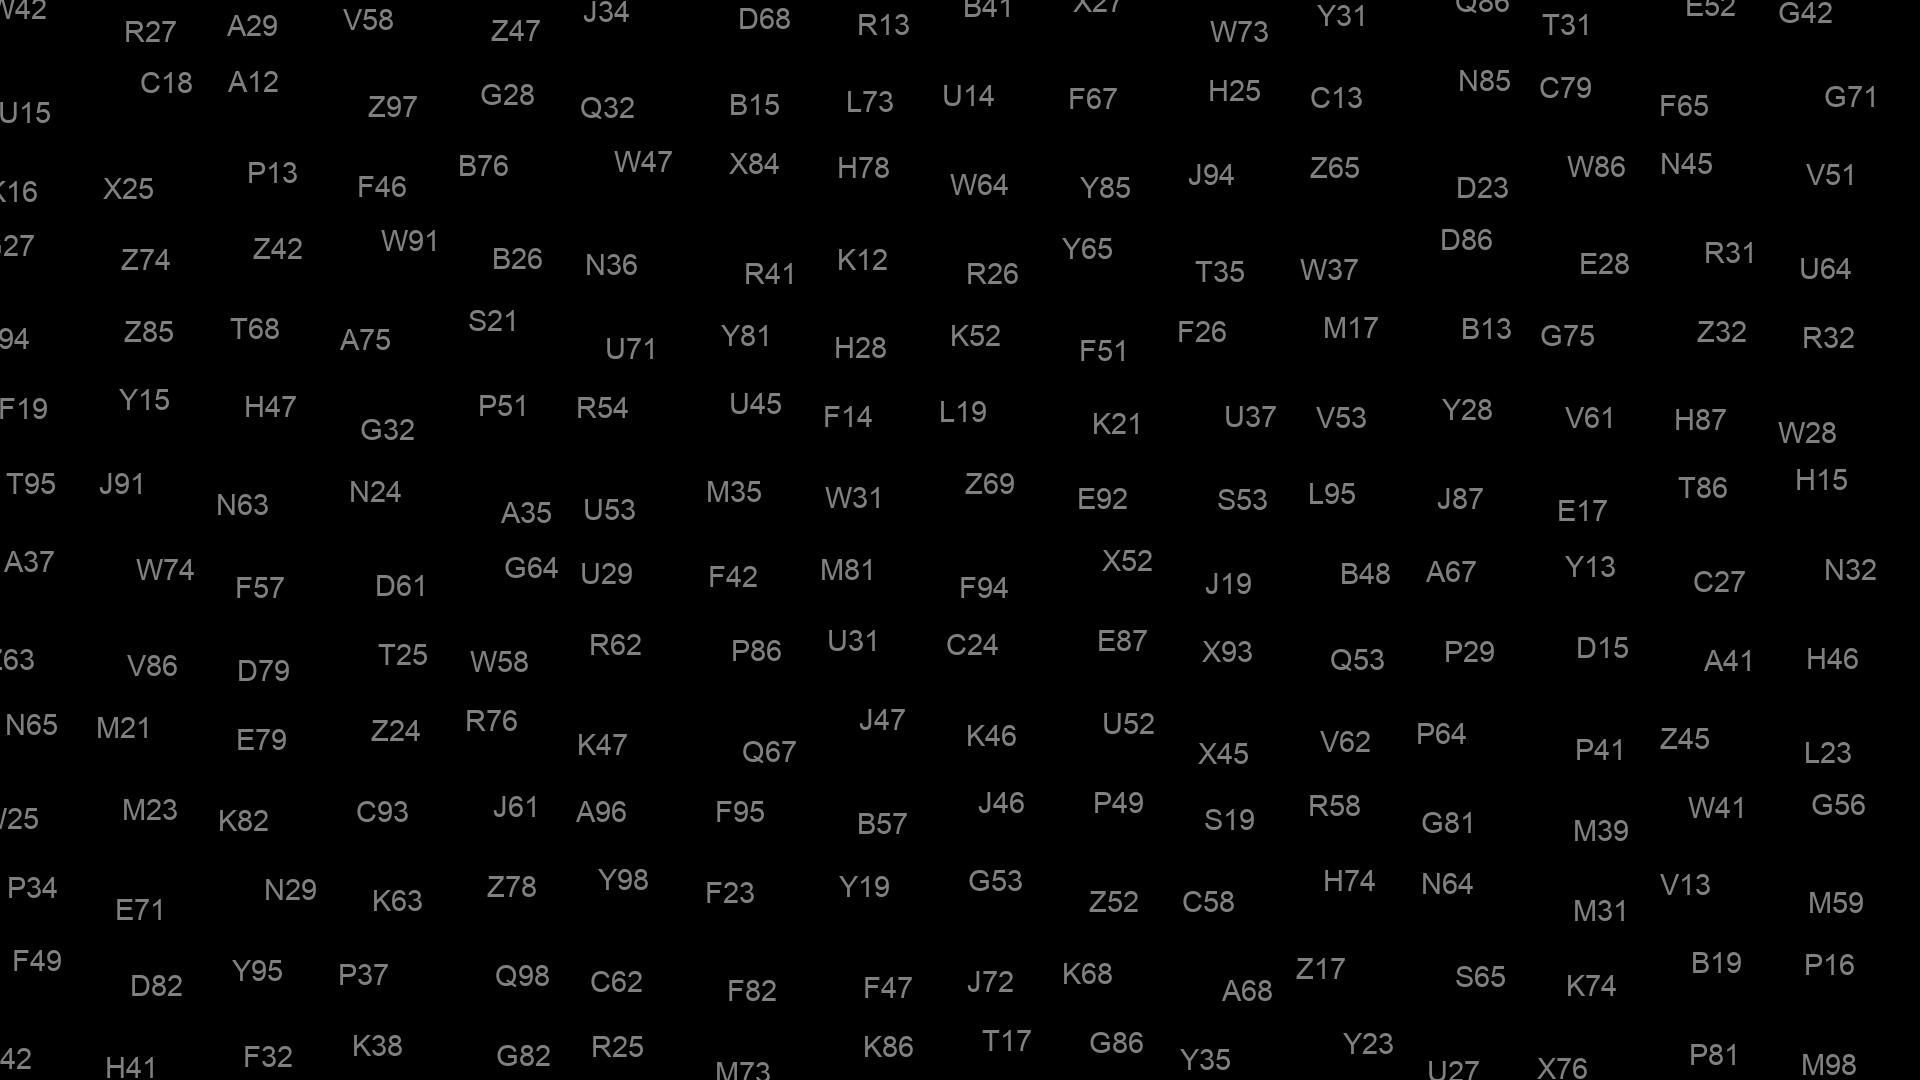 W42 R27 A29 V58 Z47 J34 D68 R13 B41 X27 W73 Y31 Q86 T31 E52 G42
U15 C18 A12 Z97 G28 Q32 B15 L73 U14 F67 H25 C13 N85 C79 F65 G71
K16 X25 P13 F46 B76 W47 X84 H78 W64 Y85 J94 Z65 D23 W86 N45 V51
27 Z74 Z42 W91 B26 N36 R41 K12 R26 Y65 T35 W37 D86 E28 R31 U64
94 Z85 T68 A75 S21 U71 Y81 H28 K52 F51 F26 M17 B13 G75 Z32 R32
F19 Y15 H47 G32 P51 R54 U45 F14 L19 K21 U37 V53 Y28 V61 H87 W28
T95 J91 N63 N24 A35 U53 M35 W31 Z69 E92 S53 L95 J87 E17 T86 H15
A37 W74 F57 D61 G64 U29 F42 M81 F94 X52 J19 B48 A67 Y13 C27 N32
63 V86 D79 T25 W58 R62 P86 U31 C24 E87 X93 Q53 P29 D15 A41 H46
N65 M21 E79 Z24 R76 K47 Q67 J47 K46 U52 X45 V62 P64 P41 Z45 L23
25 M23 K82 C93 J61 A96 F95 B57 J46 P49 S19 R58 G81 M39 W41 G56
P34 E71 N29 K63 Z78 Y98 F23 Y19 G53 Z52 C58 H74 N64 M31 V13 M59
F49 D82 Y95 P37 Q98 C62 F82 F47 J72 K68 A68 Z17 S65 K74 B19 P16
42 H41 F32 K38 G82 R25 M73 K86 T17 G86 Y35 Y23 U27 X76 P81 M98